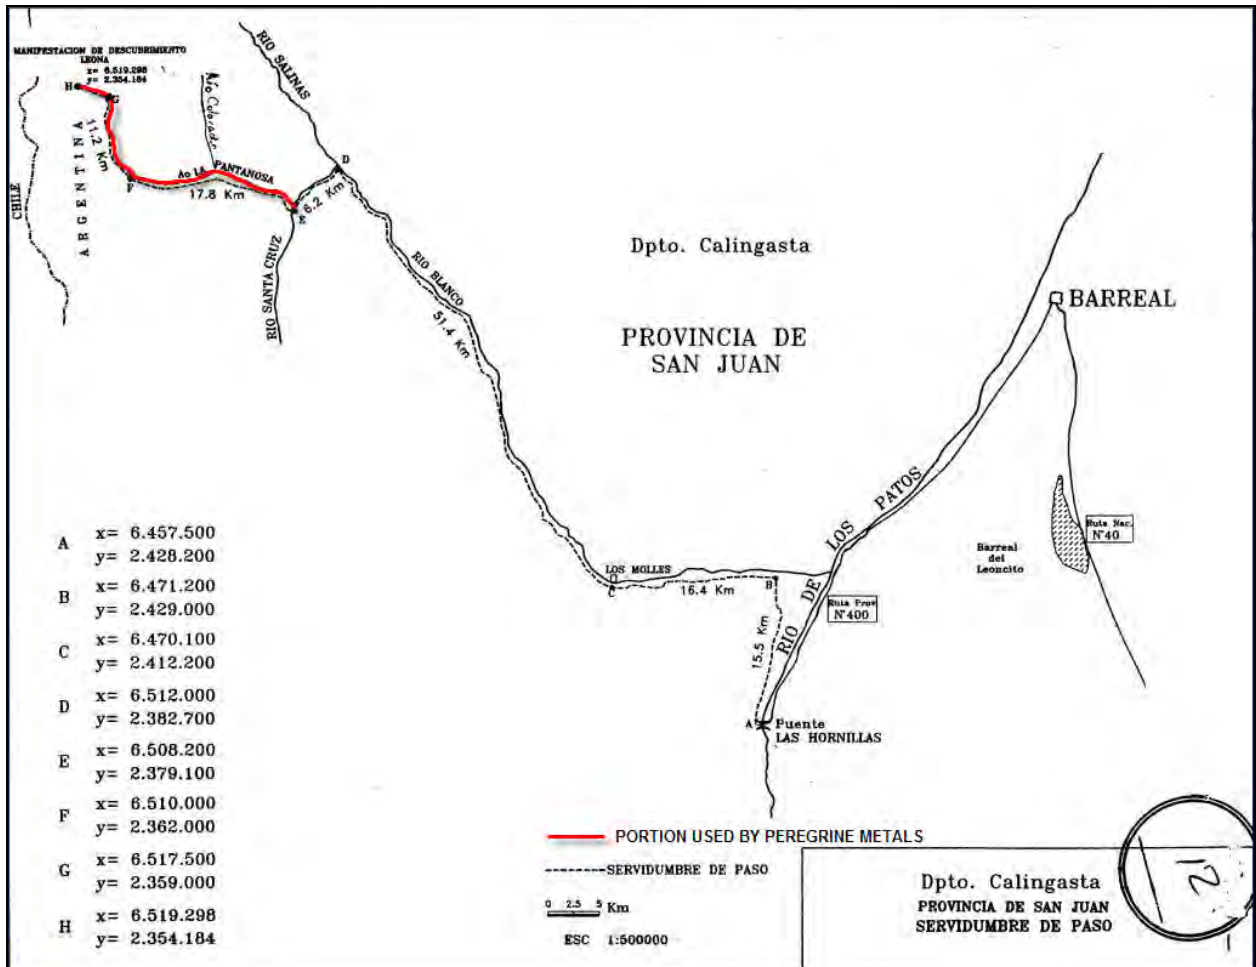 MANIFESTACION DE DESCUBRIMIENTO
LEONA
x= 6.519.298
y= 2.354.184
H
G
11.2 Km
F
CHILE
ARGENTINA
Ao Colorado
Ao LA PANTANOSA
17.8 Km
E
6.2 Km
D
RIO SALINAS
RIO SANTA CRUZ
RIO BLANCO
51.4 Km
Dpto. Calingasta
PROVINCIA DE
SAN JUAN
BARREAL
RIO DE LOS PATOS
Ruta Nac.
N°40
Barreal
del
Leoncito
LOS MOLLES
C
16.4 Km
B
15.5 Km
Ruta Prov
N°400
A
Puente
LAS HORNILLAS
A x= 6.457.500
y= 2.428.200
B x= 6.471.200
y= 2.429.000
C x= 6.470.100
y= 2.412.200
D x= 6.512.000
y= 2.382.700
E x= 6.508.200
y= 2.379.100
F x= 6.510.000
y= 2.362.000
G x= 6.517.500
y= 2.359.000
H x= 6.519.298
y= 2.354.184
PORTION USED BY PEREGRINE METALS
SERVIDUMBRE DE PASO
0 2.5 5 Km
ESC 1:500000
Dpto. Calingasta
PROVINCIA DE SAN JUAN
SERVIDUMBRE DE PASO
12